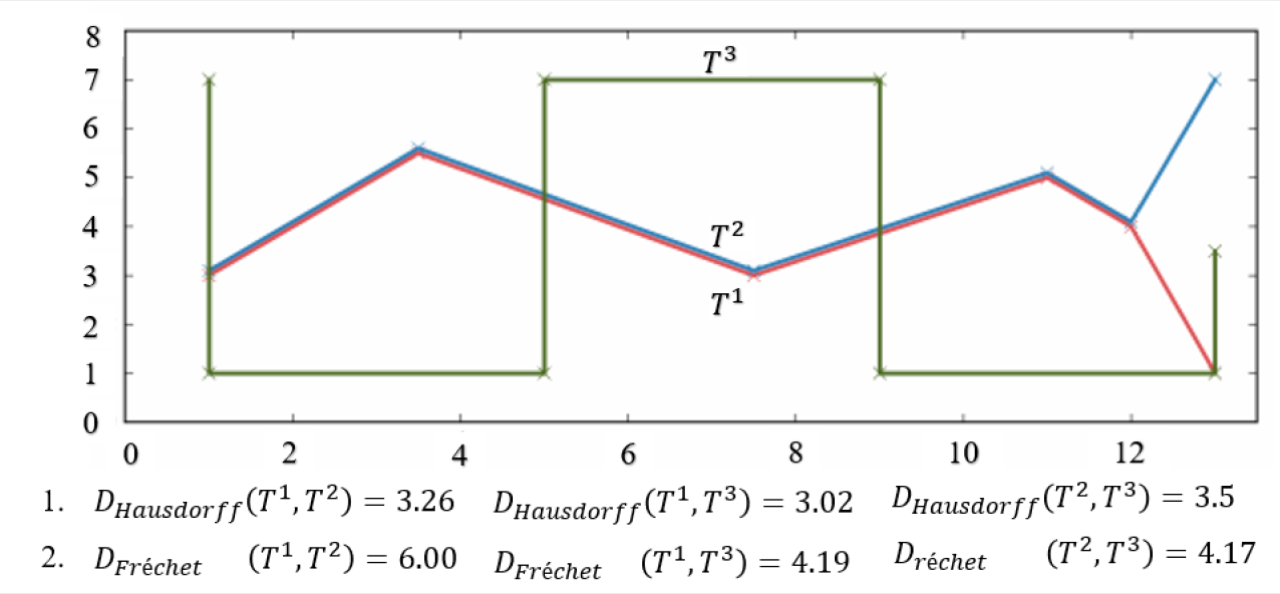 8
7
T³
6
5
4
T²
3
T¹
2
1
0
0 2 4 6 8 10 12
1. D_Hausdorff(T¹,T²) = 3.26 D_Hausdorff(T¹,T³) = 3.02 D_Hausdorff(T²,T³) = 3.5
2. D_Fréchet (T¹,T²) = 6.00 D_Fréchet (T¹,T³) = 4.19 D_réchet (T²,T³) = 4.17